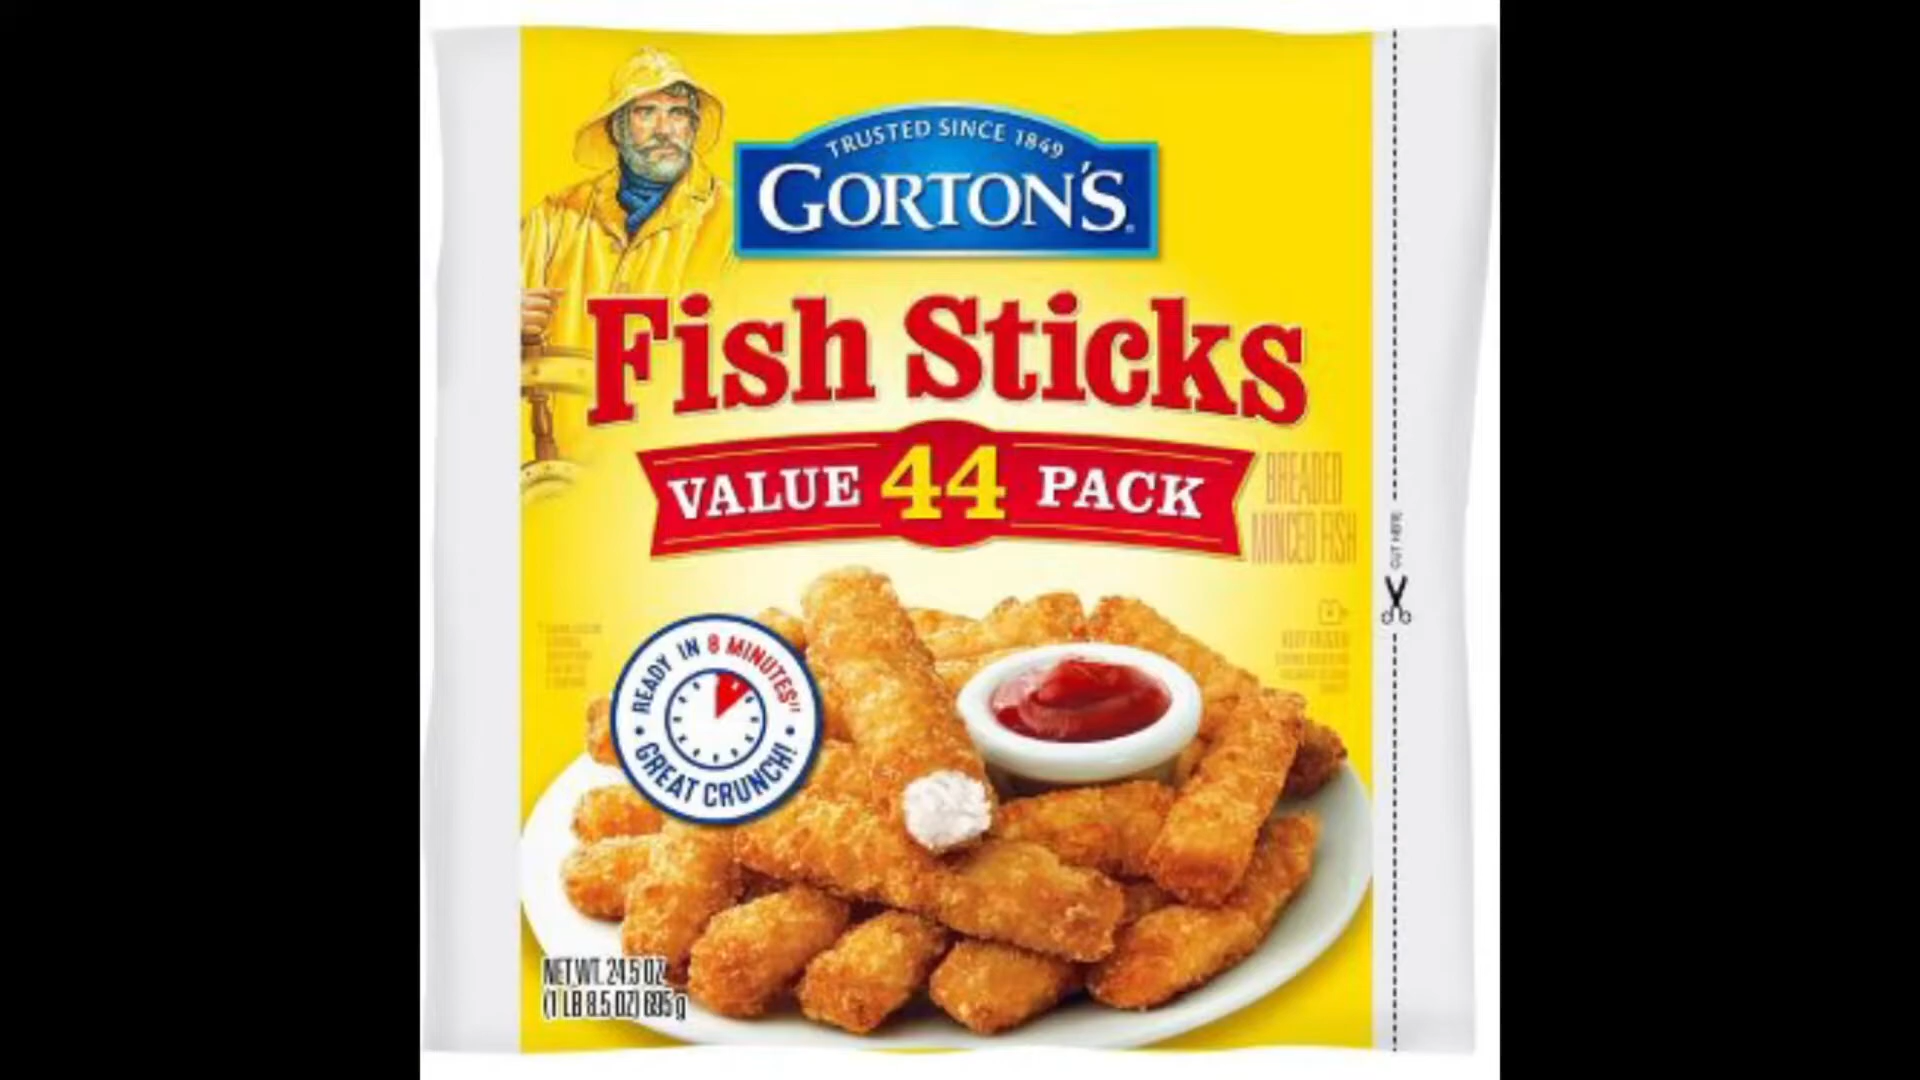 TRUSTED SINCE 1849
GORTON'S
Fish Sticks
VALUE 44 PACK
BREADED
MINCED FISH
CUT HERE
READY IN 8 MINUTES
GREAT CRUNCH!
NET WT. 24.5 OZ
(1 LB 8.5 OZ) 695 g